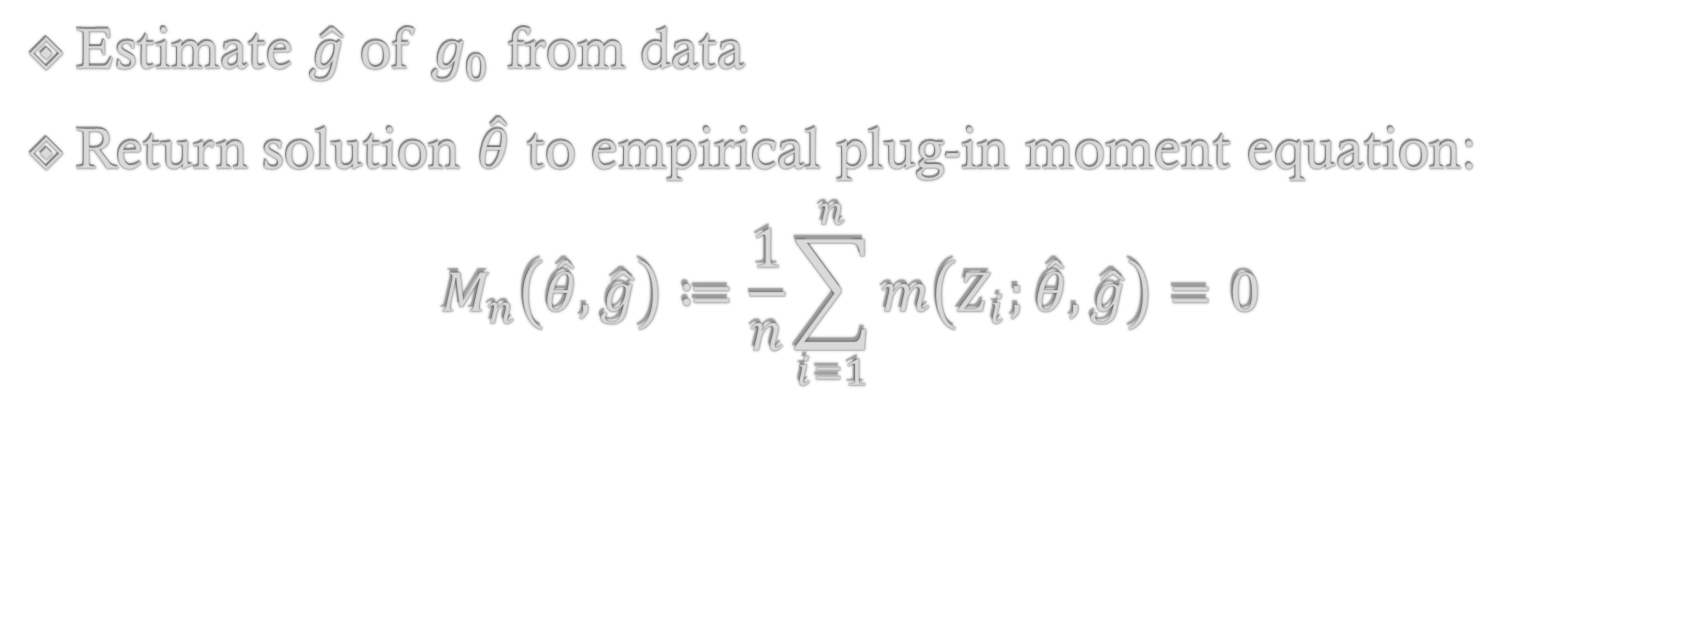 ❖ Estimate ĝ of g₀ from data
❖ Return solution θ̂ to empirical plug-in moment equation:
Mₙ(θ̂, ĝ) := 1/n ∑ᵢ₌₁ⁿ m(Zᵢ; θ̂, ĝ) = 0